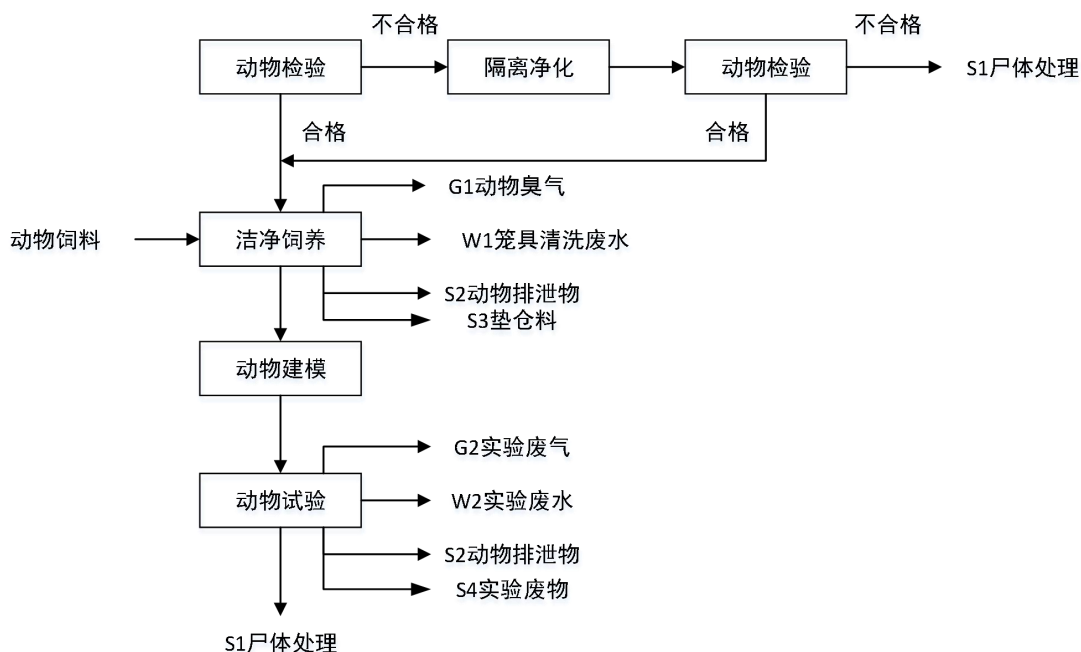 不合格
不合格
动物检验
隔离净化
动物检验
S1尸体处理
合格
合格
G1动物臭气
动物饲料
洁净饲养
W1笼具清洗废水
S2动物排泄物
S3垫仓料
动物建模
G2实验废气
动物试验
W2实验废水
S2动物排泄物
S4实验废物
S1尸体处理